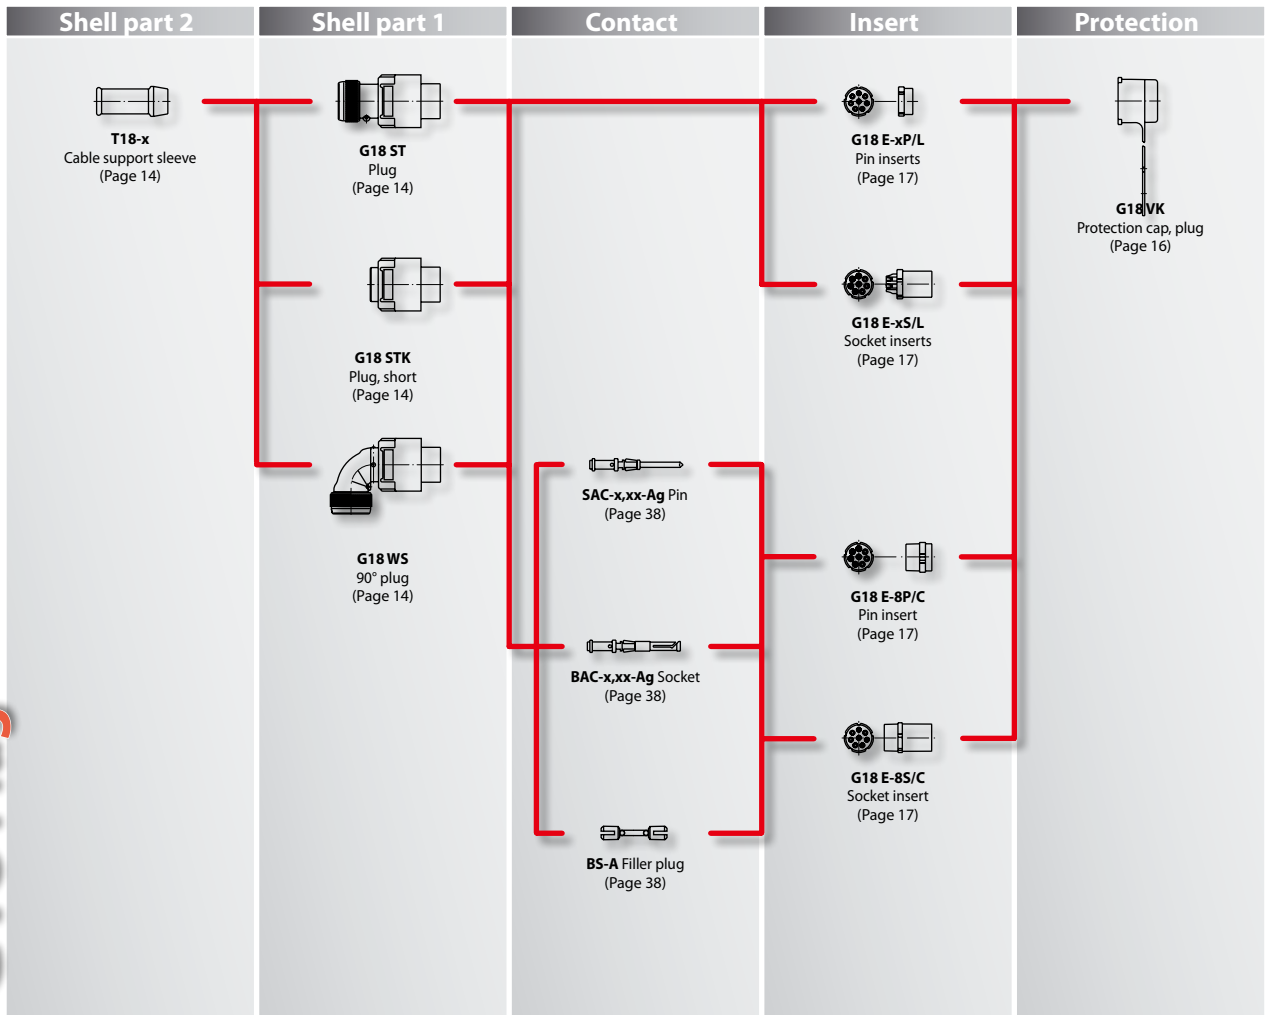 Shell part 2
Shell part 1
Contact
Insert
Protection
T18-x
Cable support sleeve
(Page 14)
G18 ST
Plug
(Page 14)
G18 STK
Plug, short
(Page 14)
G18 WS
90° plug
(Page 14)
SAC-x,xx-Ag Pin
(Page 38)
BAC-x,xx-Ag Socket
(Page 38)
BS-A Filler plug
(Page 38)
G18 E-xP/L
Pin inserts
(Page 17)
G18 E-xS/L
Socket inserts
(Page 17)
G18 E-8P/C
Pin insert
(Page 17)
G18 E-8S/C
Socket insert
(Page 17)
G18 VK
Protection cap, plug
(Page 16)